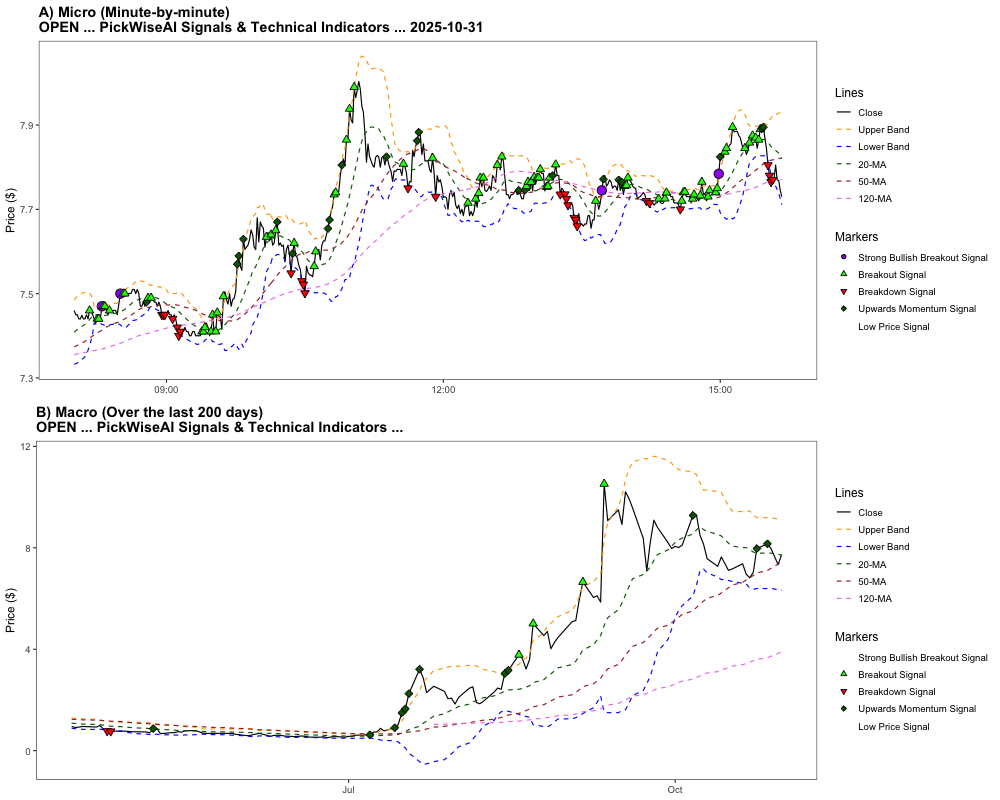 A) Micro (Minute-by-minute)
OPEN ... PickWiseAI Signals & Technical Indicators ... 2025-10-31
Price ($)
7.9
7.7
7.5
7.3
09:00
12:00
15:00
Lines
Close
Upper Band
Lower Band
20-MA
50-MA
120-MA
Markers
Strong Bullish Breakout Signal
Breakout Signal
Breakdown Signal
Upwards Momentum Signal
Low Price Signal
B) Macro (Over the last 200 days)
OPEN ... PickWiseAI Signals & Technical Indicators ...
Price ($)
12
8
4
0
Jul
Oct
Lines
Close
Upper Band
Lower Band
20-MA
50-MA
120-MA
Markers
Strong Bullish Breakout Signal
Breakout Signal
Breakdown Signal
Upwards Momentum Signal
Low Price Signal